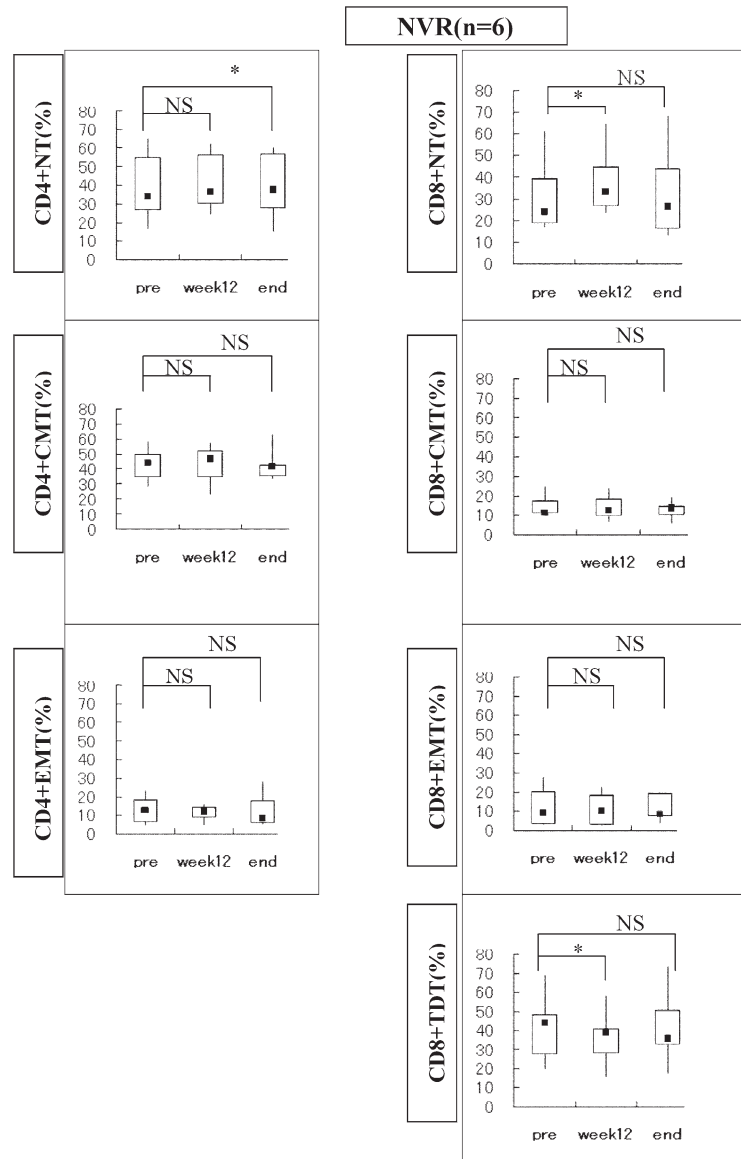 NVR(n=6)
CD4+NT(%)
*
NS
80
70
60
50
40
30
20
10
0
pre week12 end
CD8+NT(%)
NS
*
80
70
60
50
40
30
20
10
0
pre week12 end
CD4+CMT(%)
NS
NS
80
70
60
50
40
30
20
10
0
pre week12 end
CD8+CMT(%)
NS
NS
80
70
60
50
40
30
20
10
0
pre week12 end
CD4+EMT(%)
NS
NS
80
70
60
50
40
30
20
10
0
pre week12 end
CD8+EMT(%)
NS
NS
80
70
60
50
40
30
20
10
0
pre week12 end
CD8+TDT(%)
NS
*
80
70
60
50
40
30
20
10
0
pre week12 end